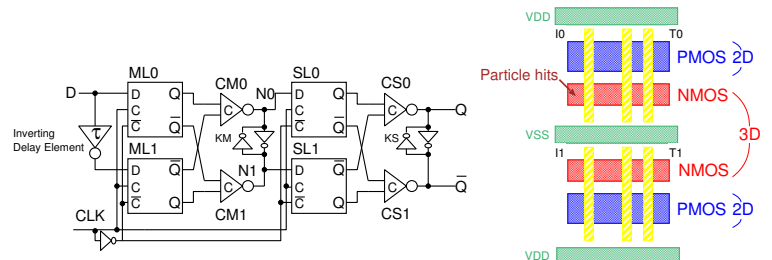 ML0
CM0
N0
SL0
CS0
D
D Q
C
C
Q
C
D Q
C
C
Q
C
Q
Inverting
Delay Element
τ
KM
KS
ML1
N1
SL1
D Q
C
C
Q
C
D Q
C
C
Q
C
Q
CLK
CM1
CS1
VDD
I0 T0
PMOS 2D
Particle hits
NMOS
VSS
3D
I1 T1
NMOS
PMOS 2D
VDD